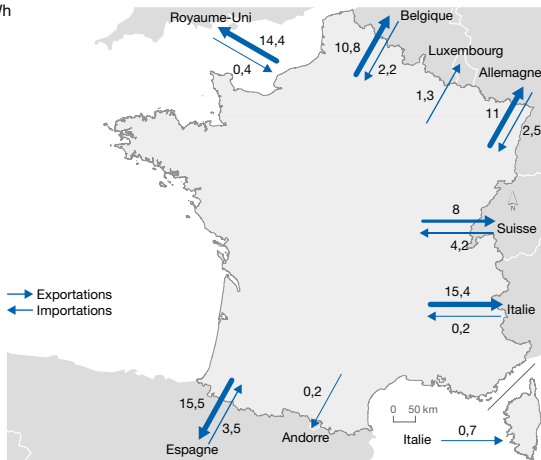 Wh
Royaume-Uni
14,4
0,4
Belgique
10,8
2,2
Luxembourg
1,3
Allemagne
11
2,5
N
8
Suisse
4,2
Exportations
Importations
15,4
Italie
0,2
15,5
3,5
Espagne
0,2
Andorre
0 50 km
Italie
0,7